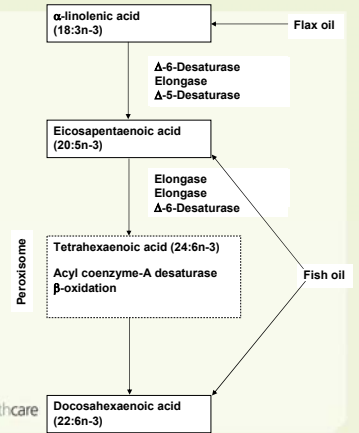 α-linolenic acid
(18:3n-3)
Flax oil
Δ-6-Desaturase
Elongase
Δ-5-Desaturase
Eicosapentaenoic acid
(20:5n-3)
Elongase
Elongase
Δ-6-Desaturase
Peroxisome
Tetrahexaenoic acid (24:6n-3)
Acyl coenzyme-A desaturase
β-oxidation
Fish oil
Docosahexaenoic acid
(22:6n-3)
thcare